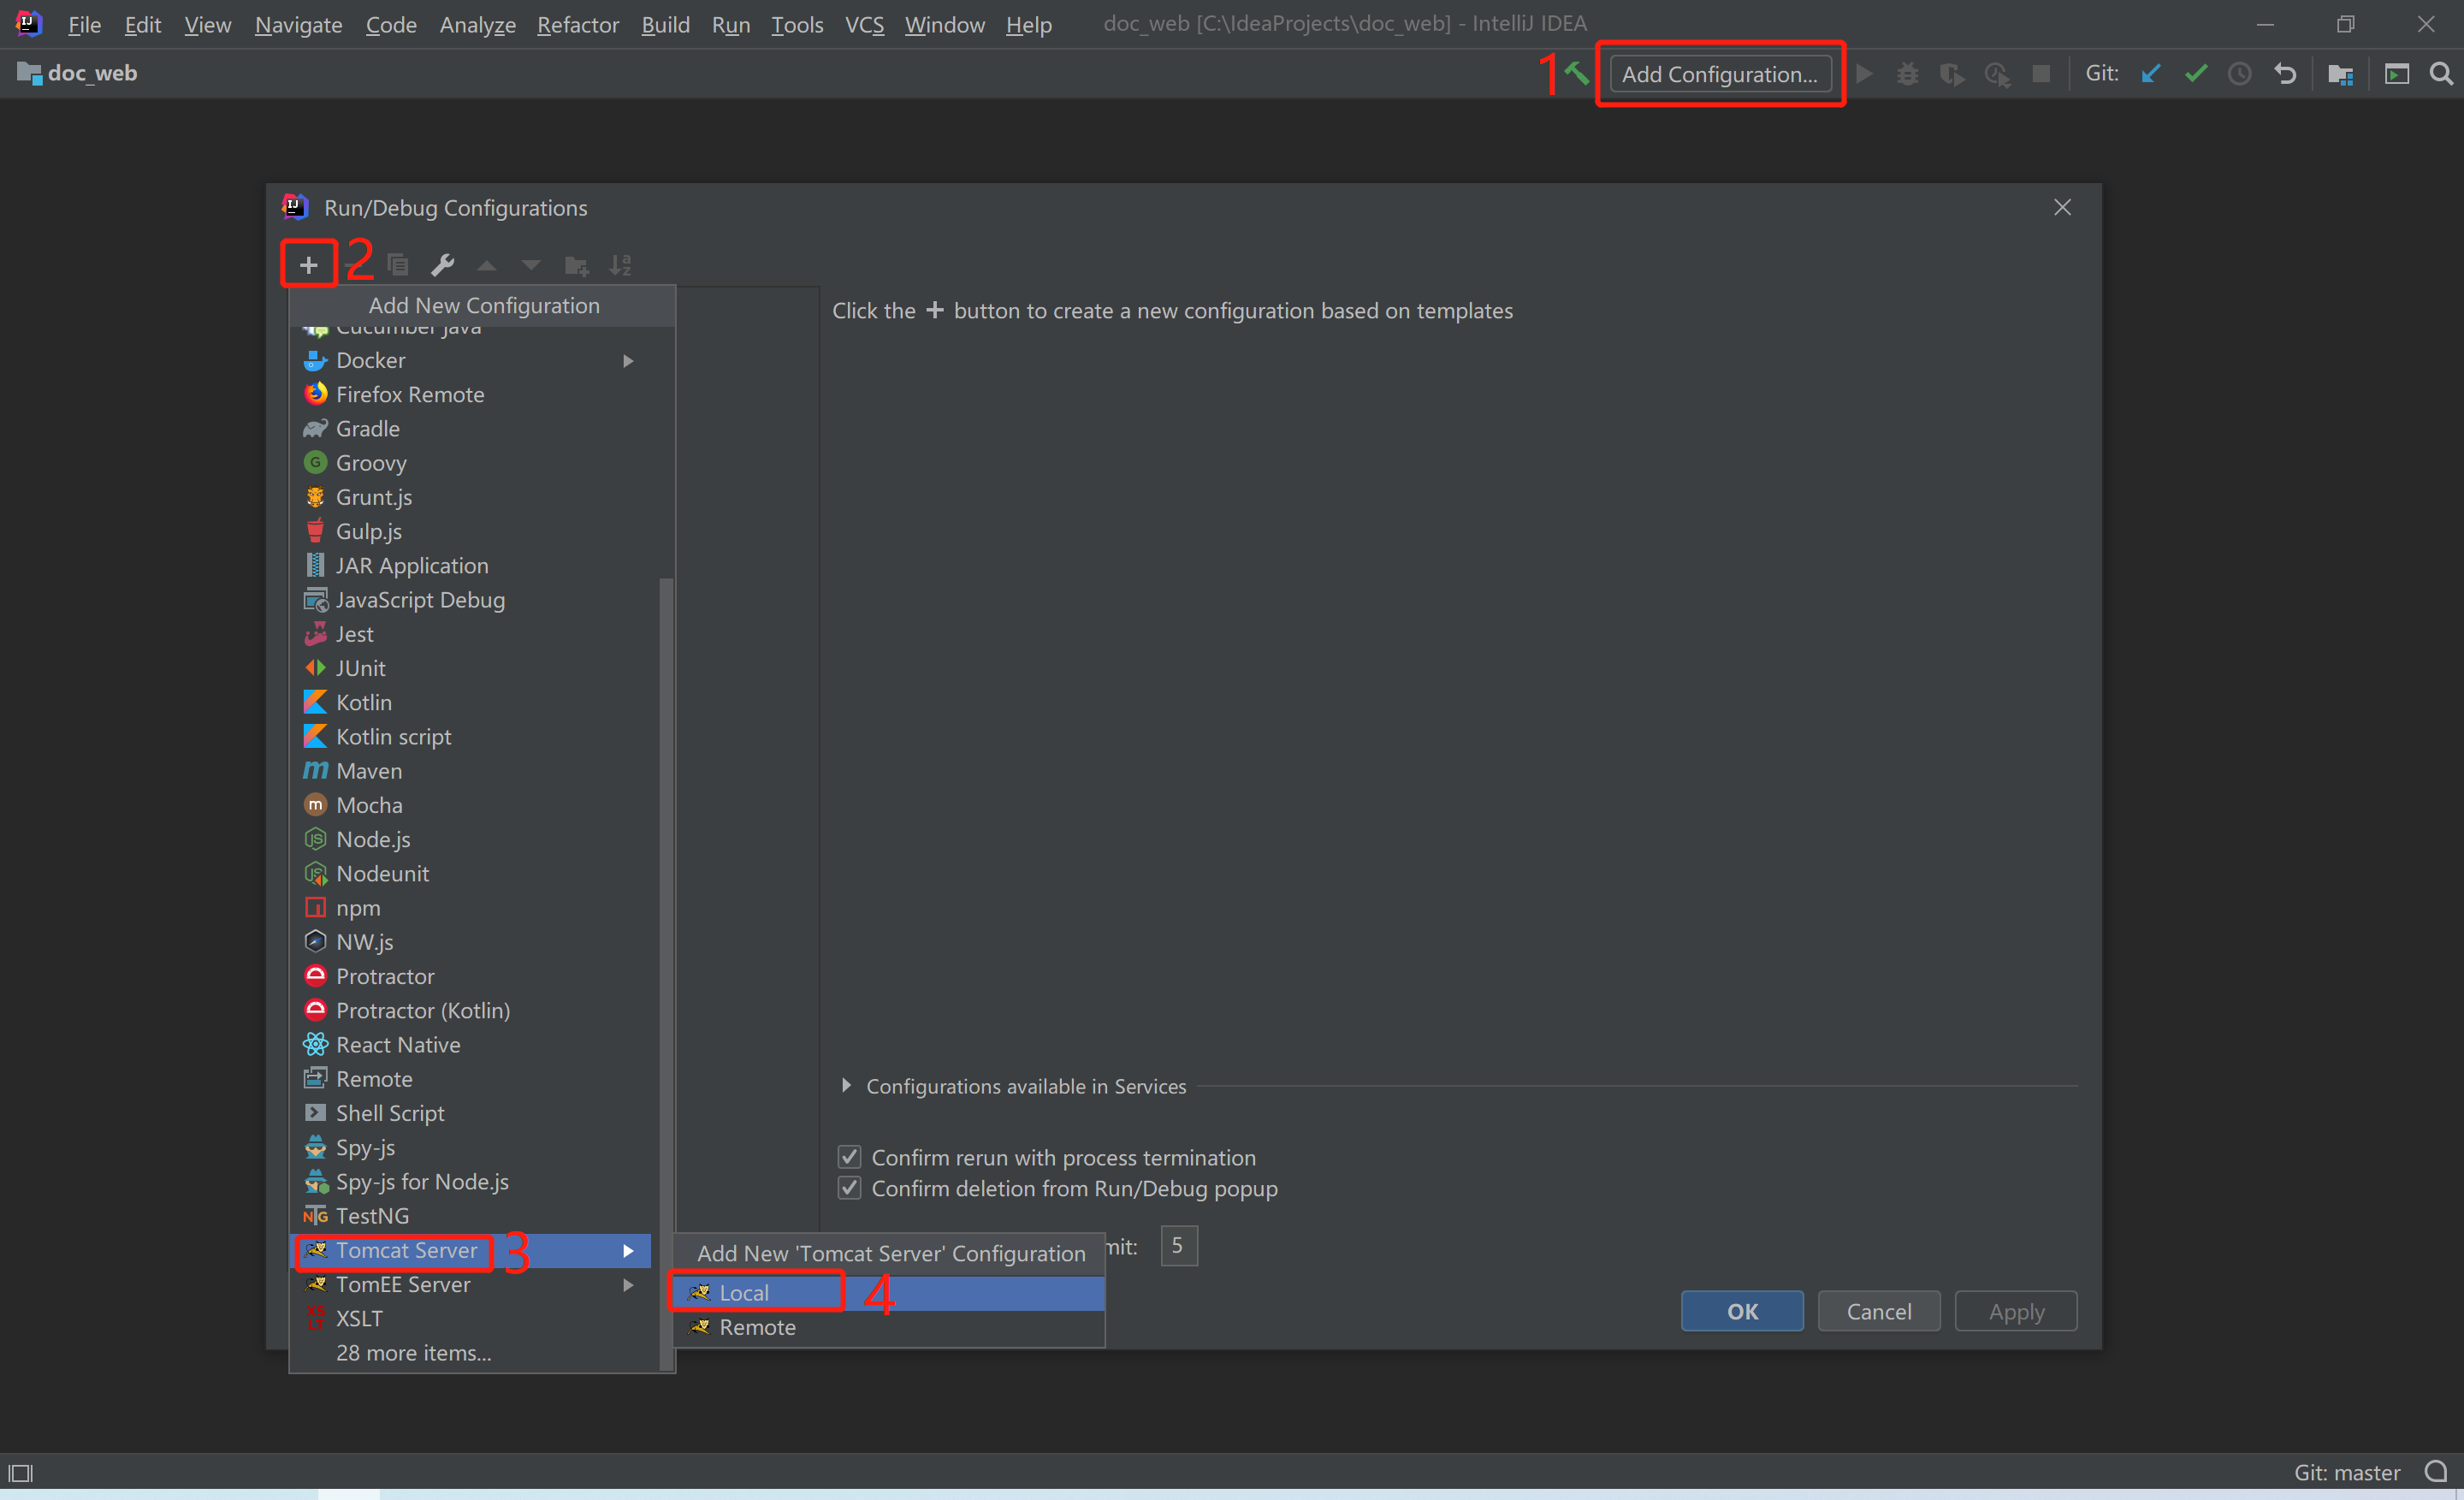 File Edit View Navigate Code Analyze Refactor Build Run Tools VCS Window Help doc_web [C:\IdeaProjects\doc_web] - IntelliJ IDEA
doc_web 1 Add Configuration... Git:
Run/Debug Configurations
2
Add New Configuration
Click the + button to create a new configuration based on templates
Cucumber java
Docker
Firefox Remote
Gradle
Groovy
Grunt.js
Gulp.js
JAR Application
JavaScript Debug
Jest
JUnit
Kotlin
Kotlin script
Maven
Mocha
Node.js
Nodeunit
npm
NW.js
Protractor
Protractor (Kotlin)
React Native
Remote
Shell Script
Spy-js
Spy-js for Node.js
TestNG
Tomcat Server 3
TomEE Server
XSLT
28 more items...
Configurations available in Services
Confirm rerun with process termination
Confirm deletion from Run/Debug popup
mit: 5
Add New 'Tomcat Server' Configuration
Local 4
Remote
OK Cancel Apply
Git: master